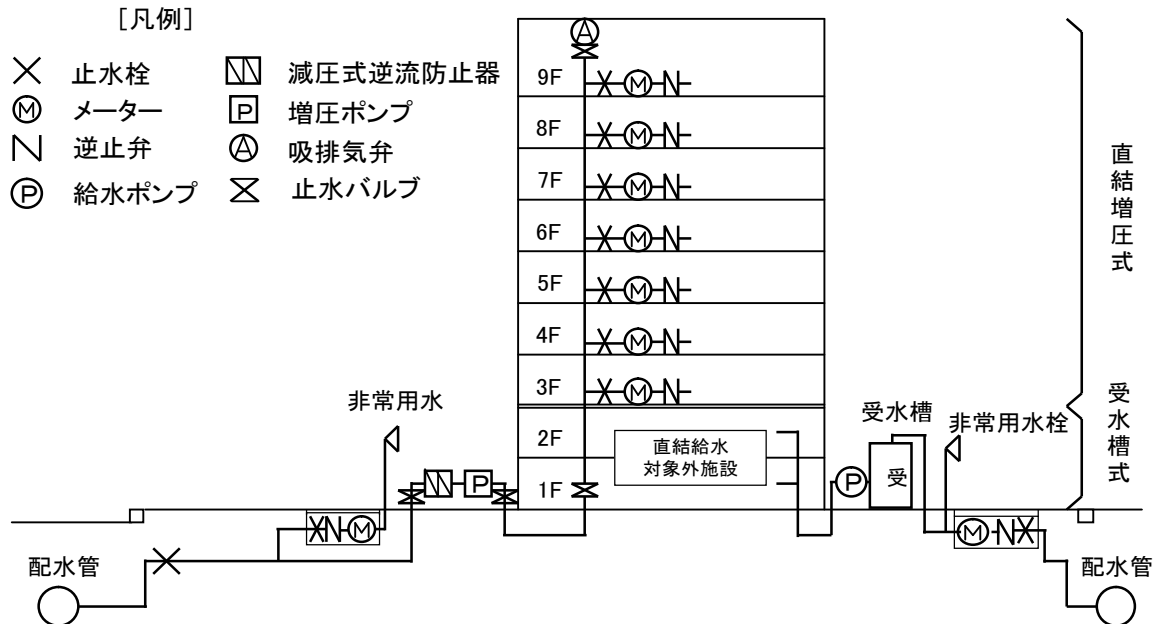 [凡例]
止水栓
減圧式逆流防止器
M
メーター
P
増圧ポンプ
逆止弁
A
吸排気弁
P
給水ポンプ
止水バルブ
A
9F
M
8F
M
7F
M
6F
M
5F
M
4F
M
3F
M
2F
1F
直結給水
対象外施設
非常用水
P
M
配水管
受水槽
受
P
非常用水栓
M
配水管
直結増圧式
受水槽式